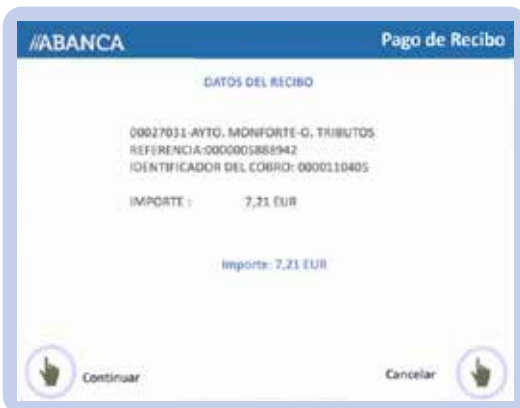 //ABANCA
Pago de Recibo
DATOS DEL RECIBO
00027031-AYTO. MONFORTE-O. TRIBUTOS
REFERENCIA:0000005888942
IDENTIFICADOR DEL COBRO: 0000110405
IMPORTE : 7,21 EUR
Importe: 7,21 EUR
Continuar
Cancelar